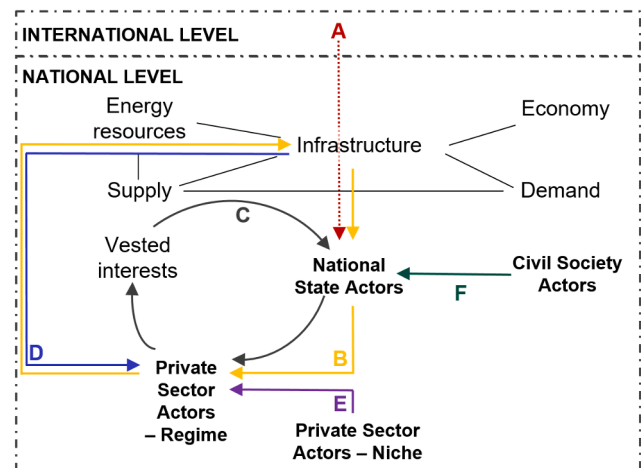 INTERNATIONAL LEVEL
A
NATIONAL LEVEL
Energy
resources
Economy
Infrastructure
Supply
Demand
C
Vested
interests
National
State Actors
F
Civil Society
Actors
D
B
Private
Sector
Actors
– Regime
E
Private Sector
Actors – Niche